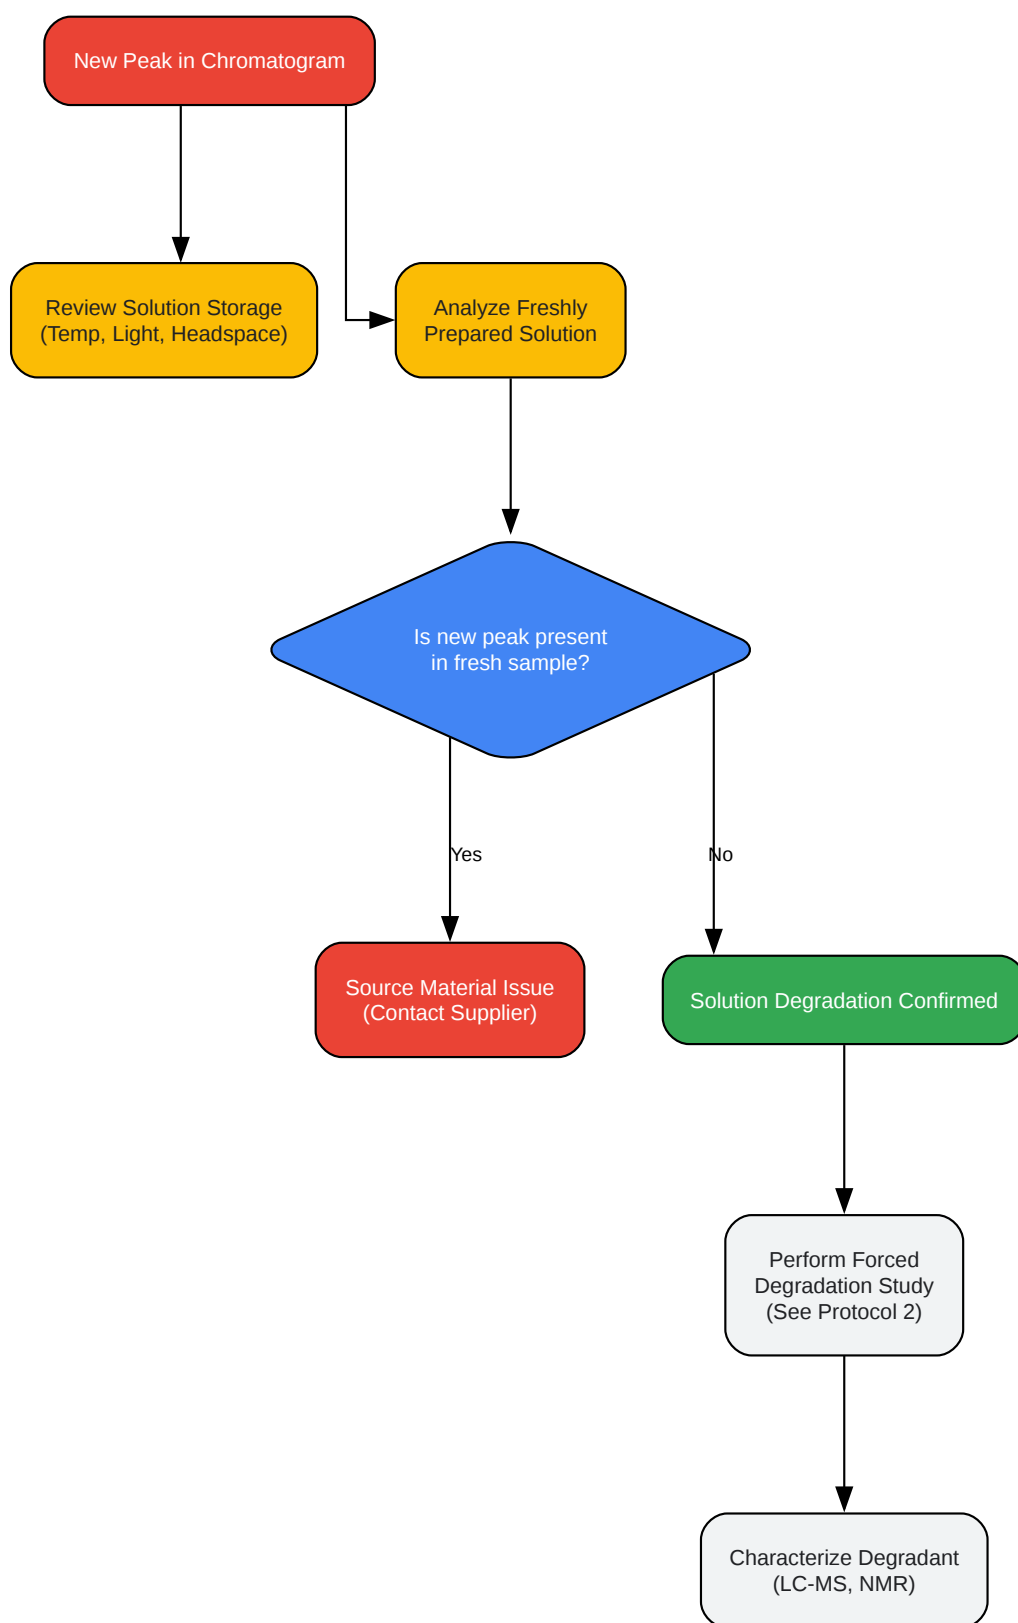 New Peak in Chromatogram
Review Solution Storage
(Temp, Light, Headspace)
Analyze Freshly
Prepared Solution
Is new peak present
in fresh sample?
Yes
No
Source Material Issue
(Contact Supplier)
Solution Degradation Confirmed
Perform Forced
Degradation Study
(See Protocol 2)
Characterize Degradant
(LC-MS, NMR)